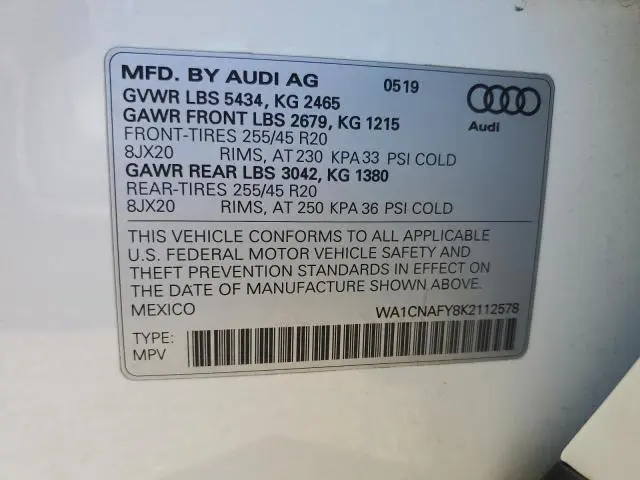 MFD. BY AUDI AG 0519
GVWR LBS 5434, KG 2465
GAWR FRONT LBS 2679, KG 1215
FRONT-TIRES 255/45 R20
8JX20 RIMS, AT 230 KPA 33 PSI COLD
GAWR REAR LBS 3042, KG 1380
REAR-TIRES 255/45 R20
8JX20 RIMS, AT 250 KPA 36 PSI COLD
Audi
THIS VEHICLE CONFORMS TO ALL APPLICABLE
U.S. FEDERAL MOTOR VEHICLE SAFETY AND
THEFT PREVENTION STANDARDS IN EFFECT ON
THE DATE OF MANUFACTURE SHOWN ABOVE.
MEXICO WA1CNAFY8K2112578
TYPE:
MPV